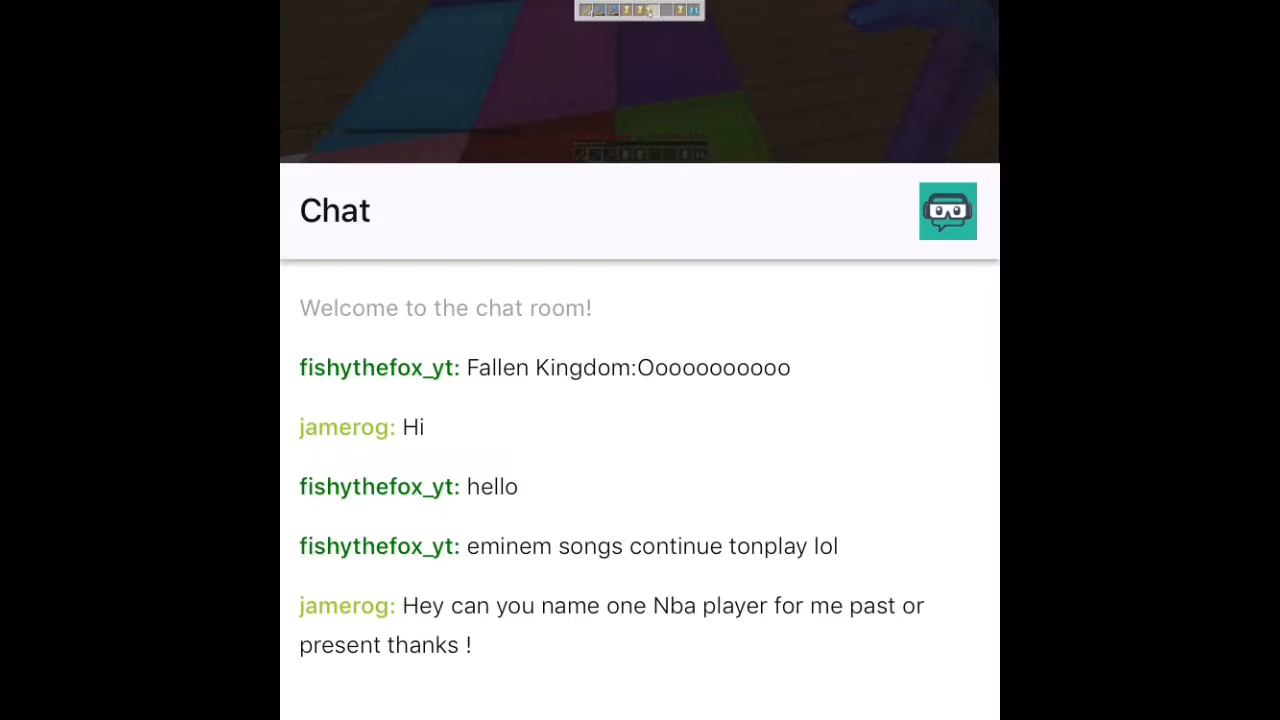 Chat
Welcome to the chat room!
fishythefox_yt: Fallen Kingdom:Ooooooooooo
jamerog: Hi
fishythefox_yt: hello
fishythefox_yt: eminem songs continue tonplay lol
jamerog: Hey can you name one Nba player for me past or
present thanks !